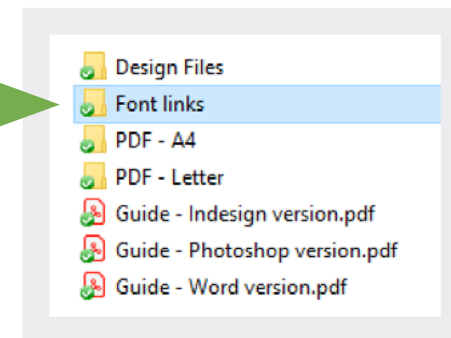 Design Files
Font links
PDF - A4
PDF - Letter
Guide - Indesign version.pdf
Guide - Photoshop version.pdf
Guide - Word version.pdf